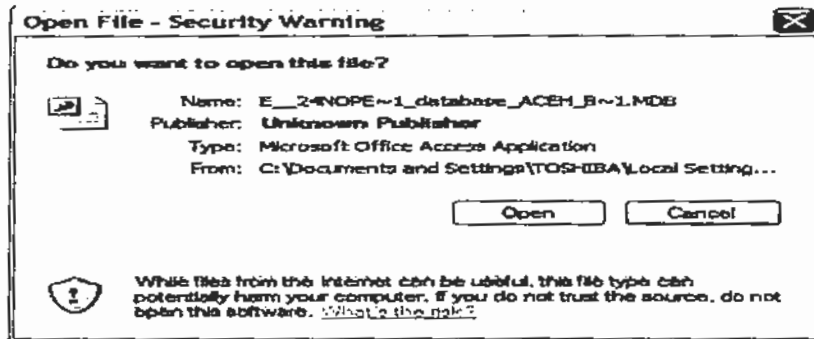 Open File - Security Warning
Do you want to open this file?
Name: E__24NOPE~1_database_ACEH_B~1.MDB
Publisher: Unknown Publisher
Type: Microsoft Office Access Application
From: C:\Documents and Settings\TOSHIBA\Local Setting...
Open Cancel
While files from the Internet can be useful, this file type can
potentially harm your computer. If you do not trust the source, do not
open this software. What's the risk?